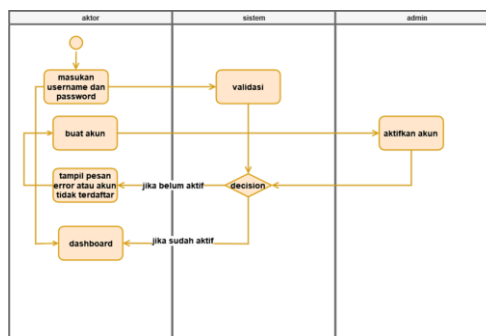 aktor
sistem
admin
masukan
username dan
password
validasi
buat akun
aktifkan akun
tampil pesan
error atau akun
tidak terdaftar
jika belum aktif
decision
dashboard
jika sudah aktif